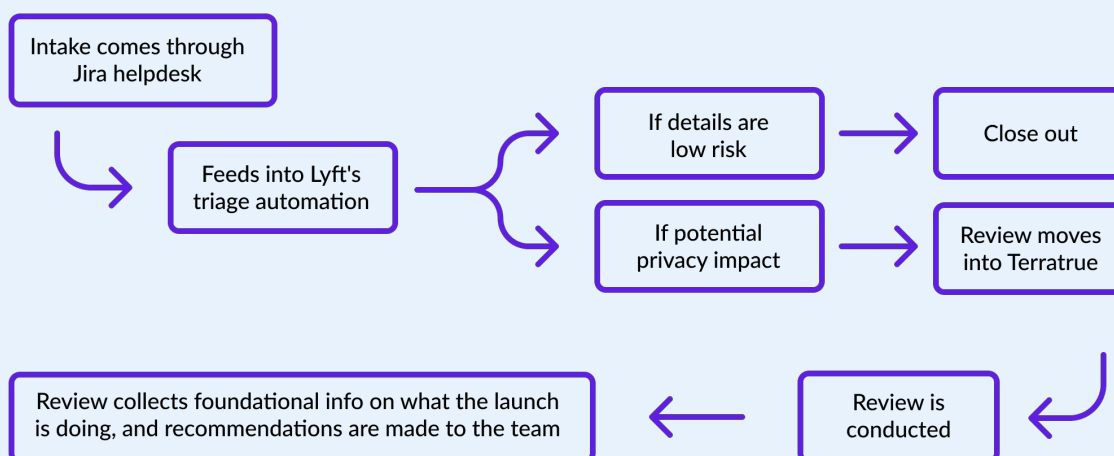 Intake comes through
Jira helpdesk
Feeds into Lyft's
triage automation
If details are
low risk
Close out
If potential
privacy impact
Review moves
into Terratrue
Review is
conducted
Review collects foundational info on what the launch
is doing, and recommendations are made to the team